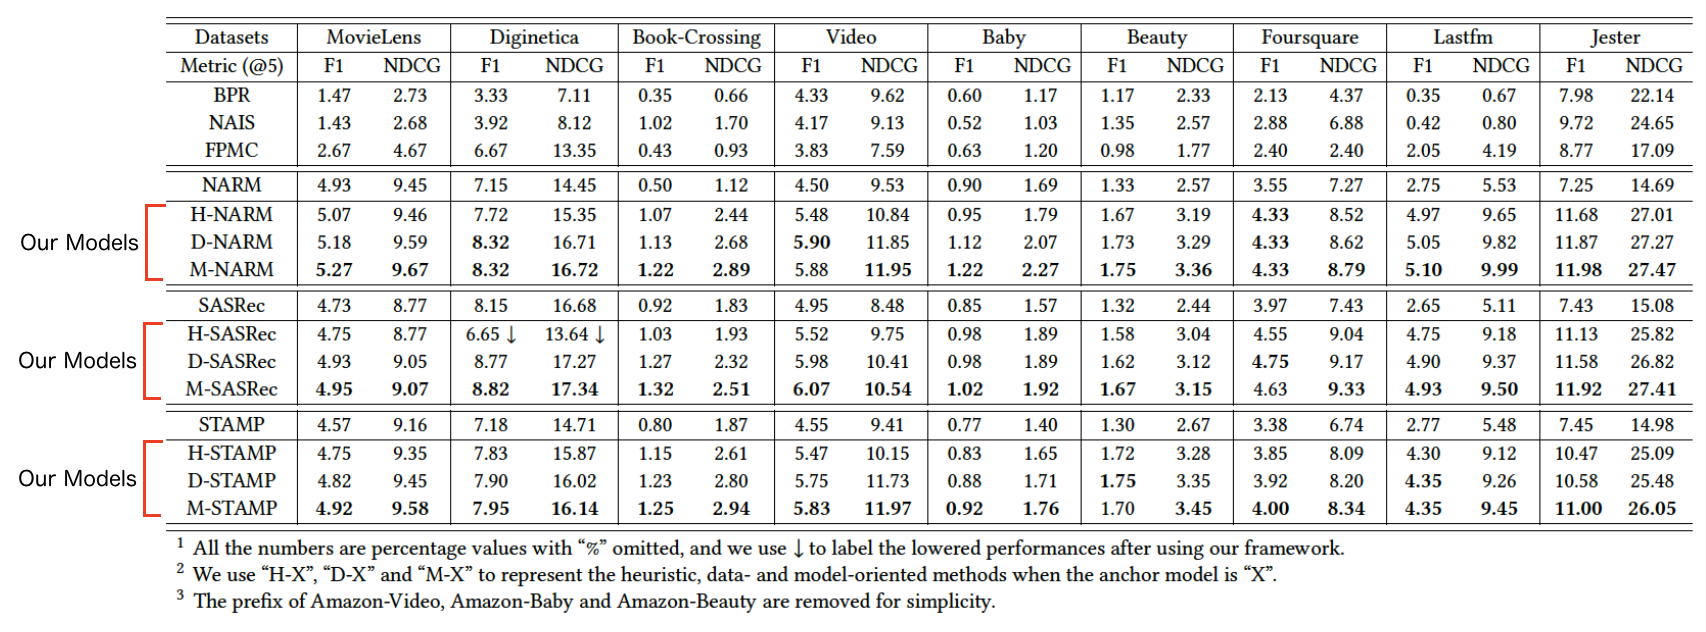 Datasets MovieLens Diginetica Book-Crossing Video Baby Beauty Foursquare Lastfm Jester
Metric (@5) F1 NDCG F1 NDCG F1 NDCG F1 NDCG F1 NDCG F1 NDCG F1 NDCG F1 NDCG F1 NDCG
BPR 1.47 2.73 3.33 7.11 0.35 0.66 4.33 9.62 0.60 1.17 1.17 2.33 2.13 4.37 0.35 0.67 7.98 22.14
NAIS 1.43 2.68 3.92 8.12 1.02 1.70 4.17 9.13 0.52 1.03 1.35 2.57 2.88 6.88 0.42 0.80 9.72 24.65
FPMC 2.67 4.67 6.67 13.35 0.43 0.93 3.83 7.59 0.63 1.20 0.98 1.77 2.40 2.40 2.05 4.19 8.77 17.09
NARM 4.93 9.45 7.15 14.45 0.50 1.12 4.50 9.53 0.90 1.69 1.33 2.57 3.55 7.27 2.75 5.53 7.25 14.69
H-NARM 5.07 9.46 7.72 15.35 1.07 2.44 5.48 10.84 0.95 1.79 1.67 3.19 4.33 8.52 4.97 9.65 11.68 27.01
Our Models D-NARM 5.18 9.59 8.32 16.71 1.13 2.68 5.90 11.85 1.12 2.07 1.73 3.29 4.33 8.62 5.05 9.82 11.87 27.27
M-NARM 5.27 9.67 8.32 16.72 1.22 2.89 5.88 11.95 1.22 2.27 1.75 3.36 4.33 8.79 5.10 9.99 11.98 27.47
SASRec 4.73 8.77 8.15 16.68 0.92 1.83 4.95 8.48 0.85 1.57 1.32 2.44 3.97 7.43 2.65 5.11 7.43 15.08
H-SASRec 4.75 8.77 6.65 ↓ 13.64 ↓ 1.03 1.93 5.52 9.75 0.98 1.89 1.58 3.04 4.55 9.04 4.75 9.18 11.13 25.82
Our Models D-SASRec 4.93 9.05 8.77 17.27 1.27 2.32 5.98 10.41 0.98 1.89 1.62 3.12 4.75 9.17 4.90 9.37 11.58 26.82
M-SASRec 4.95 9.07 8.82 17.34 1.32 2.51 6.07 10.54 1.02 1.92 1.67 3.15 4.63 9.33 4.93 9.50 11.92 27.41
STAMP 4.57 9.16 7.18 14.71 0.80 1.87 4.55 9.41 0.77 1.40 1.30 2.67 3.38 6.74 2.77 5.48 7.45 14.98
H-STAMP 4.75 9.35 7.83 15.87 1.15 2.61 5.47 10.15 0.83 1.65 1.72 3.28 3.85 8.09 4.30 9.12 10.47 25.09
Our Models D-STAMP 4.82 9.45 7.90 16.02 1.23 2.80 5.75 11.73 0.88 1.71 1.75 3.35 3.92 8.20 4.35 9.26 10.58 25.48
M-STAMP 4.92 9.58 7.95 16.14 1.25 2.94 5.83 11.97 0.92 1.76 1.70 3.45 4.00 8.34 4.35 9.45 11.00 26.05
1 All the numbers are percentage values with “%” omitted, and we use ↓ to label the lowered performances after using our framework.
2 We use “H-X”, “D-X” and “M-X” to represent the heuristic, data- and model-oriented methods when the anchor model is “X”.
3 The prefix of Amazon-Video, Amazon-Baby and Amazon-Beauty are removed for simplicity.